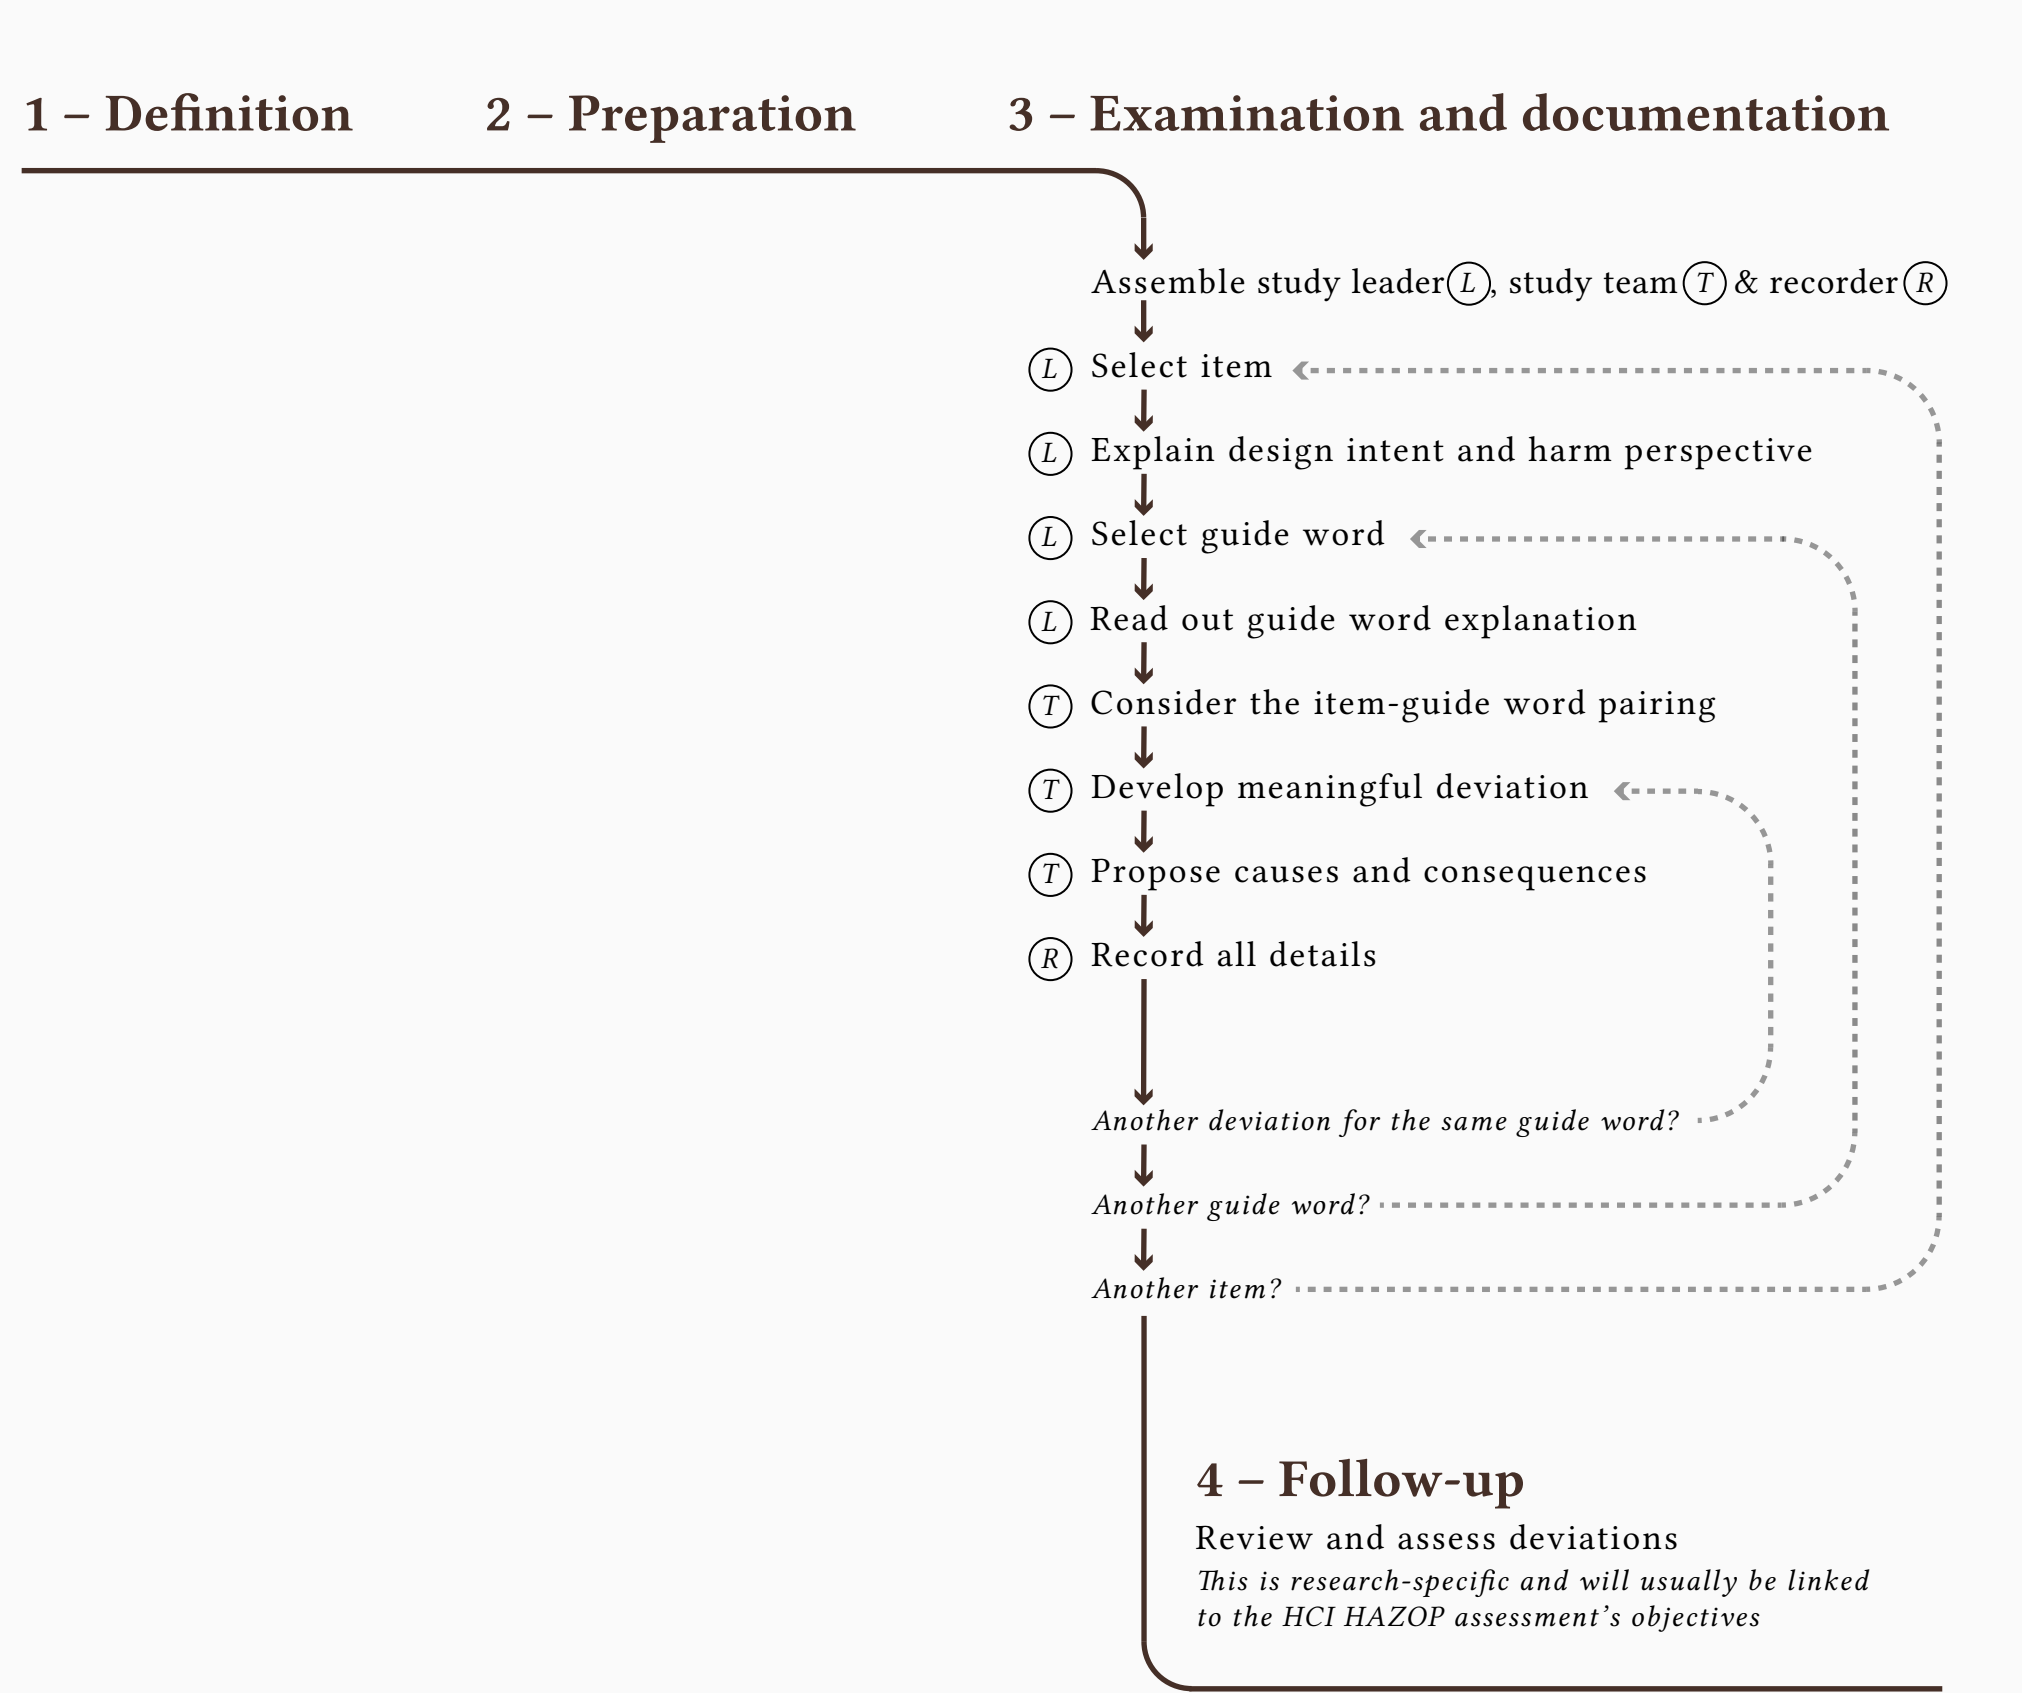 1 – Definition
2 – Preparation
3 – Examination and documentation
Assemble study leader L, study team T & recorder R
L Select item
L Explain design intent and harm perspective
L Select guide word
L Read out guide word explanation
T Consider the item-guide word pairing
T Develop meaningful deviation
T Propose causes and consequences
R Record all details
Another deviation for the same guide word?
Another guide word?
Another item?
4 – Follow-up
Review and assess deviations
This is research-specific and will usually be linked
to the HCI HAZOP assessment’s objectives